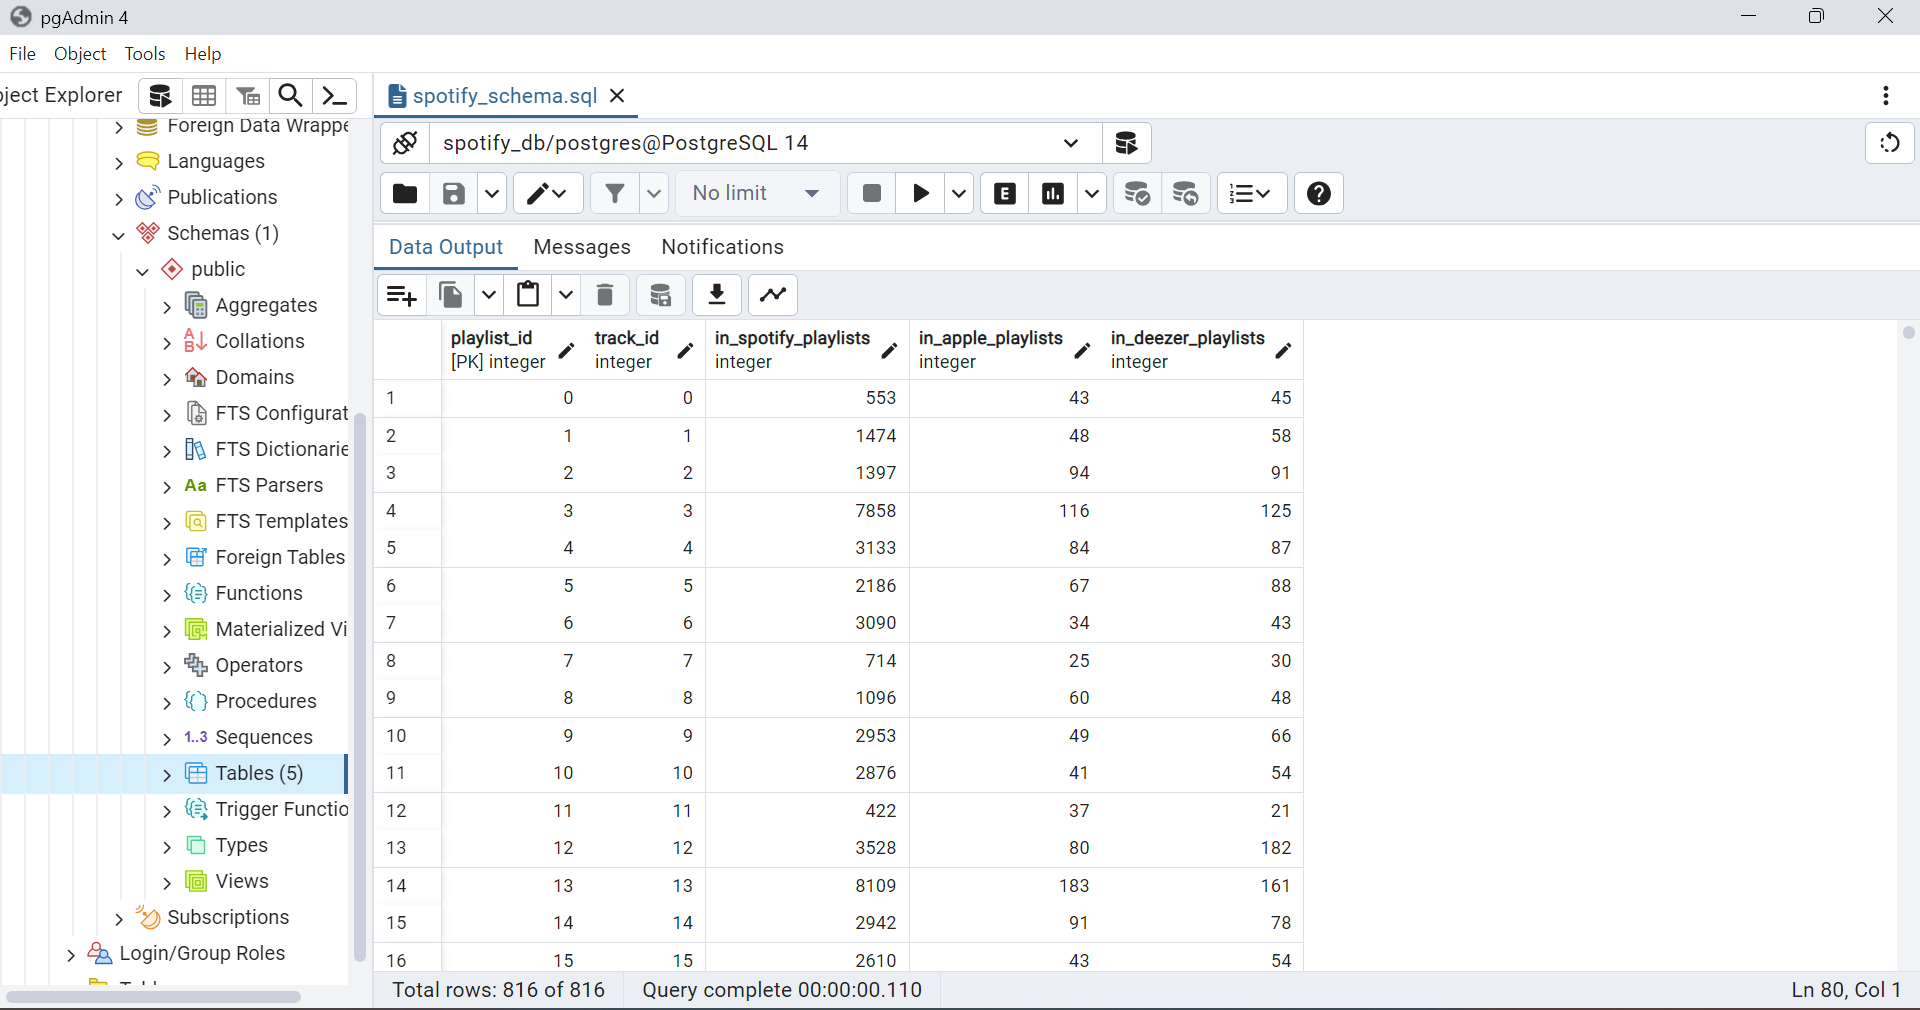 pgAdmin 4
File Object Tools Help
ject Explorer
spotify_schema.sql
spotify_db/postgres@PostgreSQL 14
No limit
E
Data Output Messages Notifications
Foreign Data Wrappe
Languages
Publications
Schemas (1)
public
Aggregates
Collations
Domains
FTS Configurat
FTS Dictionarie
Aa FTS Parsers
FTS Templates
Foreign Tables
Functions
Materialized Vi
Operators
Procedures
1..3 Sequences
Tables (5)
Trigger Functio
Types
Views
Subscriptions
Login/Group Roles
playlist_id track_id in_spotify_playlists in_apple_playlists in_deezer_playlists
[PK] integer integer integer integer integer
1 0 0 553 43 45
2 1 1 1474 48 58
3 2 2 1397 94 91
4 3 3 7858 116 125
5 4 4 3133 84 87
6 5 5 2186 67 88
7 6 6 3090 34 43
8 7 7 714 25 30
9 8 8 1096 60 48
10 9 9 2953 49 66
11 10 10 2876 41 54
12 11 11 422 37 21
13 12 12 3528 80 182
14 13 13 8109 183 161
15 14 14 2942 91 78
16 15 15 2610 43 54
Total rows: 816 of 816 Query complete 00:00:00.110 Ln 80, Col 1